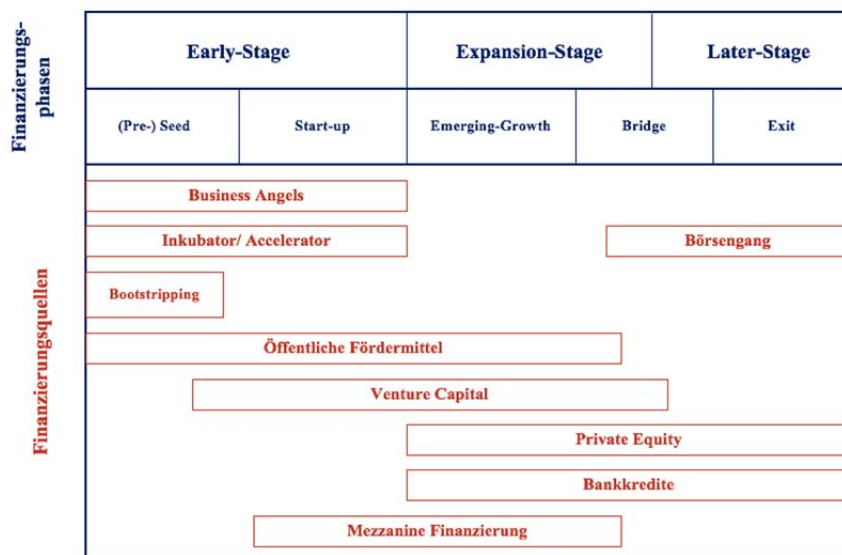 Finanzierungs-
phasen
Early-Stage
Expansion-Stage
Later-Stage
(Pre-) Seed
Start-up
Emerging-Growth
Bridge
Exit
Finanzierungsquellen
Business Angels
Inkubator/ Accelerator
Börsengang
Bootstripping
Öffentliche Fördermittel
Venture Capital
Private Equity
Bankkredite
Mezzanine Finanzierung